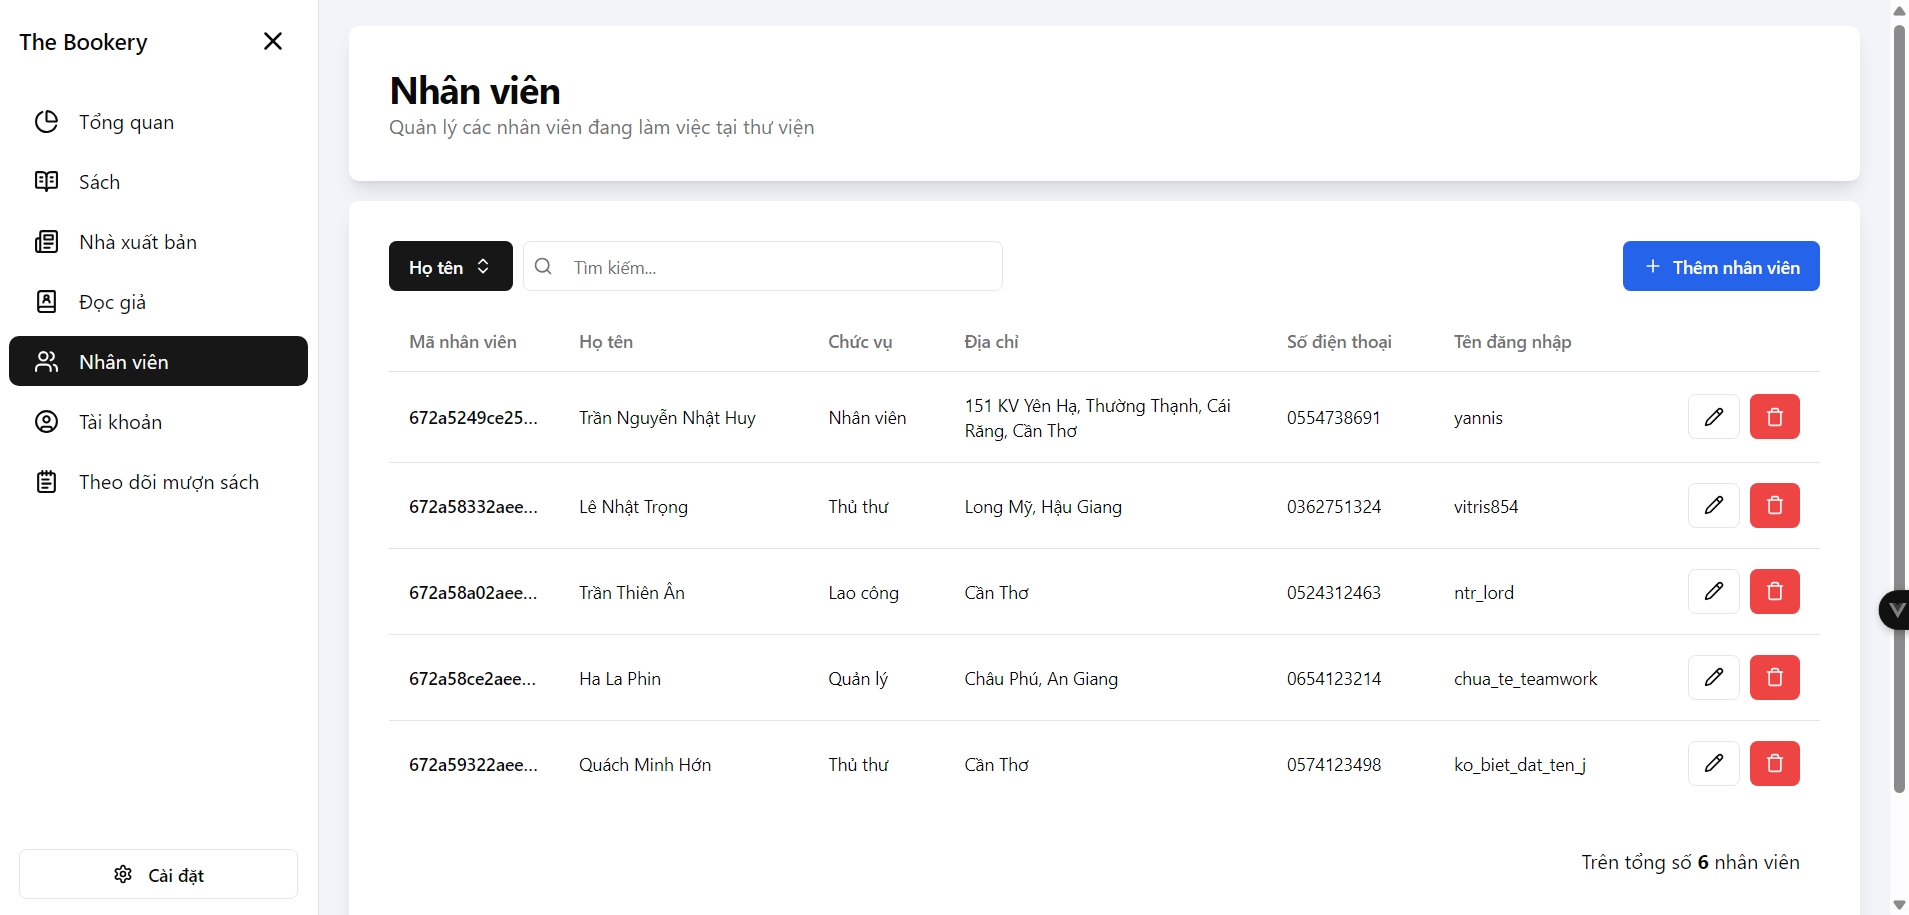 The Bookery
Tổng quan
Sách
Nhà xuất bản
Đọc giả
Nhân viên
Tài khoản
Theo dõi mượn sách
Cài đặt
Nhân viên
Quản lý các nhân viên đang làm việc tại thư viện
Họ tên
Tìm kiếm...
Thêm nhân viên
Mã nhân viên Họ tên Chức vụ Địa chỉ Số điện thoại Tên đăng nhập
672a5249ce25... Trần Nguyễn Nhật Huy Nhân viên 151 KV Yên Hạ, Thường Thạnh, Cái 0554738691 yannis
Răng, Cần Thơ
672a58332aee... Lê Nhật Trọng Thủ thư Long Mỹ, Hậu Giang 0362751324 vitris854
672a58a02aee... Trần Thiên Ân Lao công Cần Thơ 0524312463 ntr_lord
672a58ce2aee... Ha La Phin Quản lý Châu Phú, An Giang 0654123214 chua_te_teamwork
672a59322aee... Quách Minh Hớn Thủ thư Cần Thơ 0574123498 ko_biet_dat_ten_j
Trên tổng số 6 nhân viên